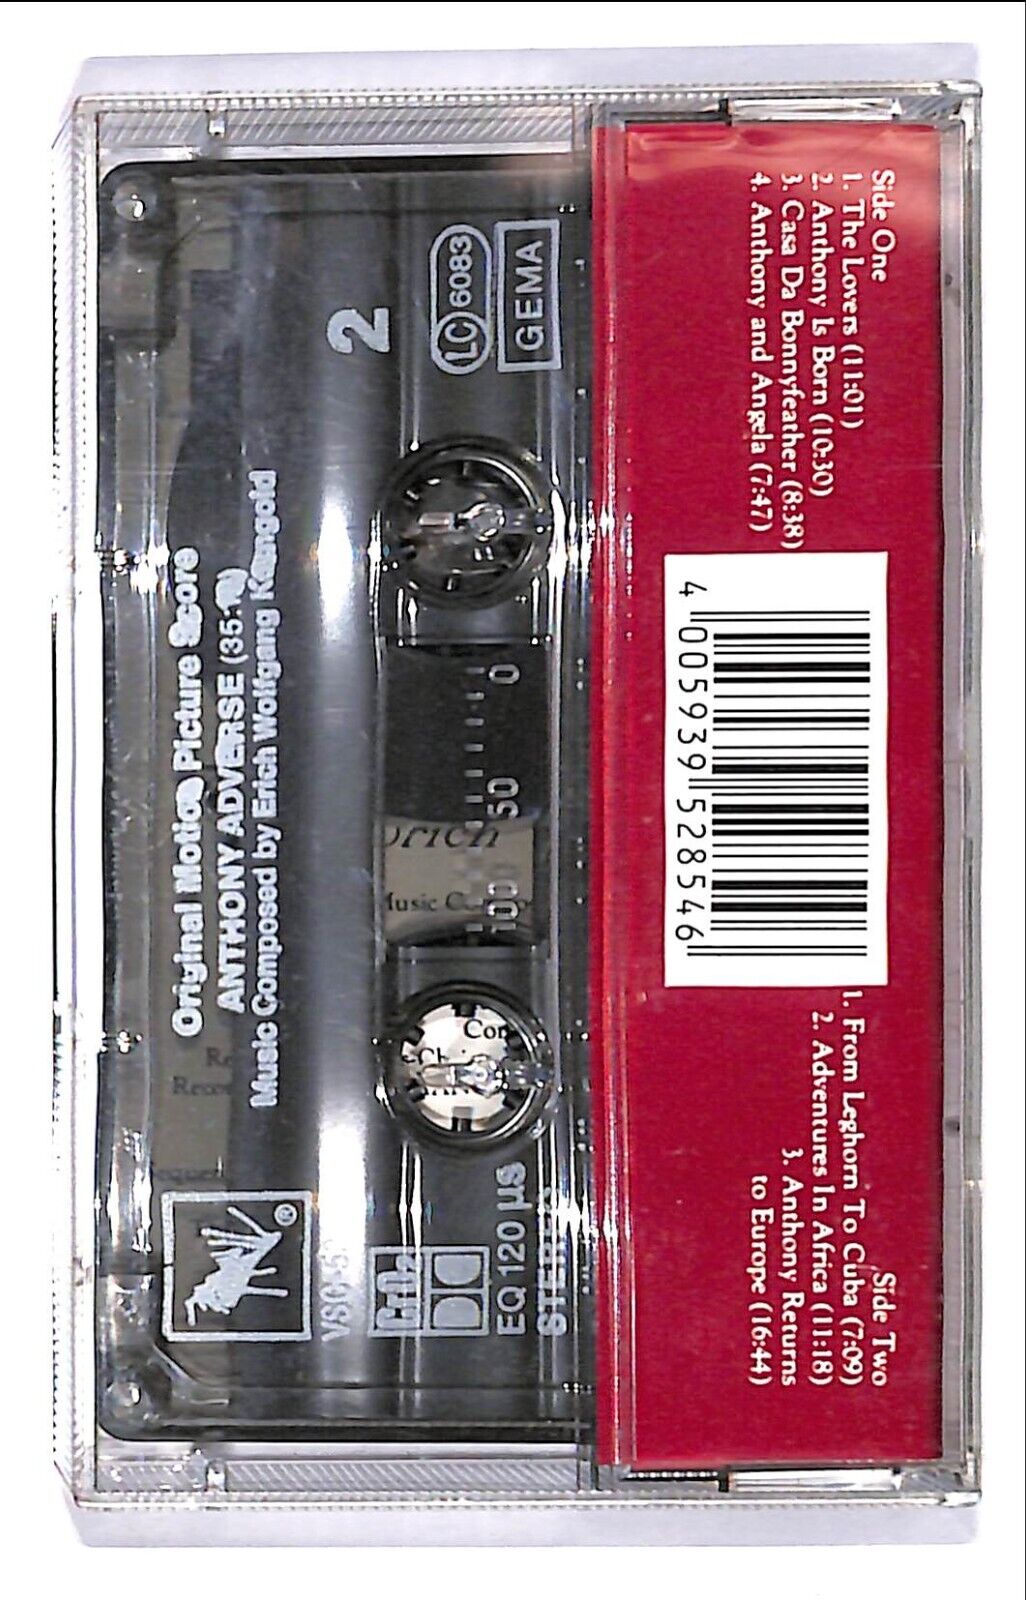 Side One
1. The Lovers (11:01)
2. Anthony Is Born (10:30)
3. Casa Da Bonnyfeather (8:38)
4. Anthony and Angela (7:47)
4 005939 528546
Side Two
1. From Leghorn To Cuba (7:09)
2. Adventures In Africa (11:18)
3. Anthony Returns
to Europe (16:44)
2
LC 6083
GEMA
0
50
100
Music
EQ 120 µs
STEREO
Original Motion Picture Score
ANTHONY ADVERSE
Music Composed by Erich Wolfgang Korngold
®